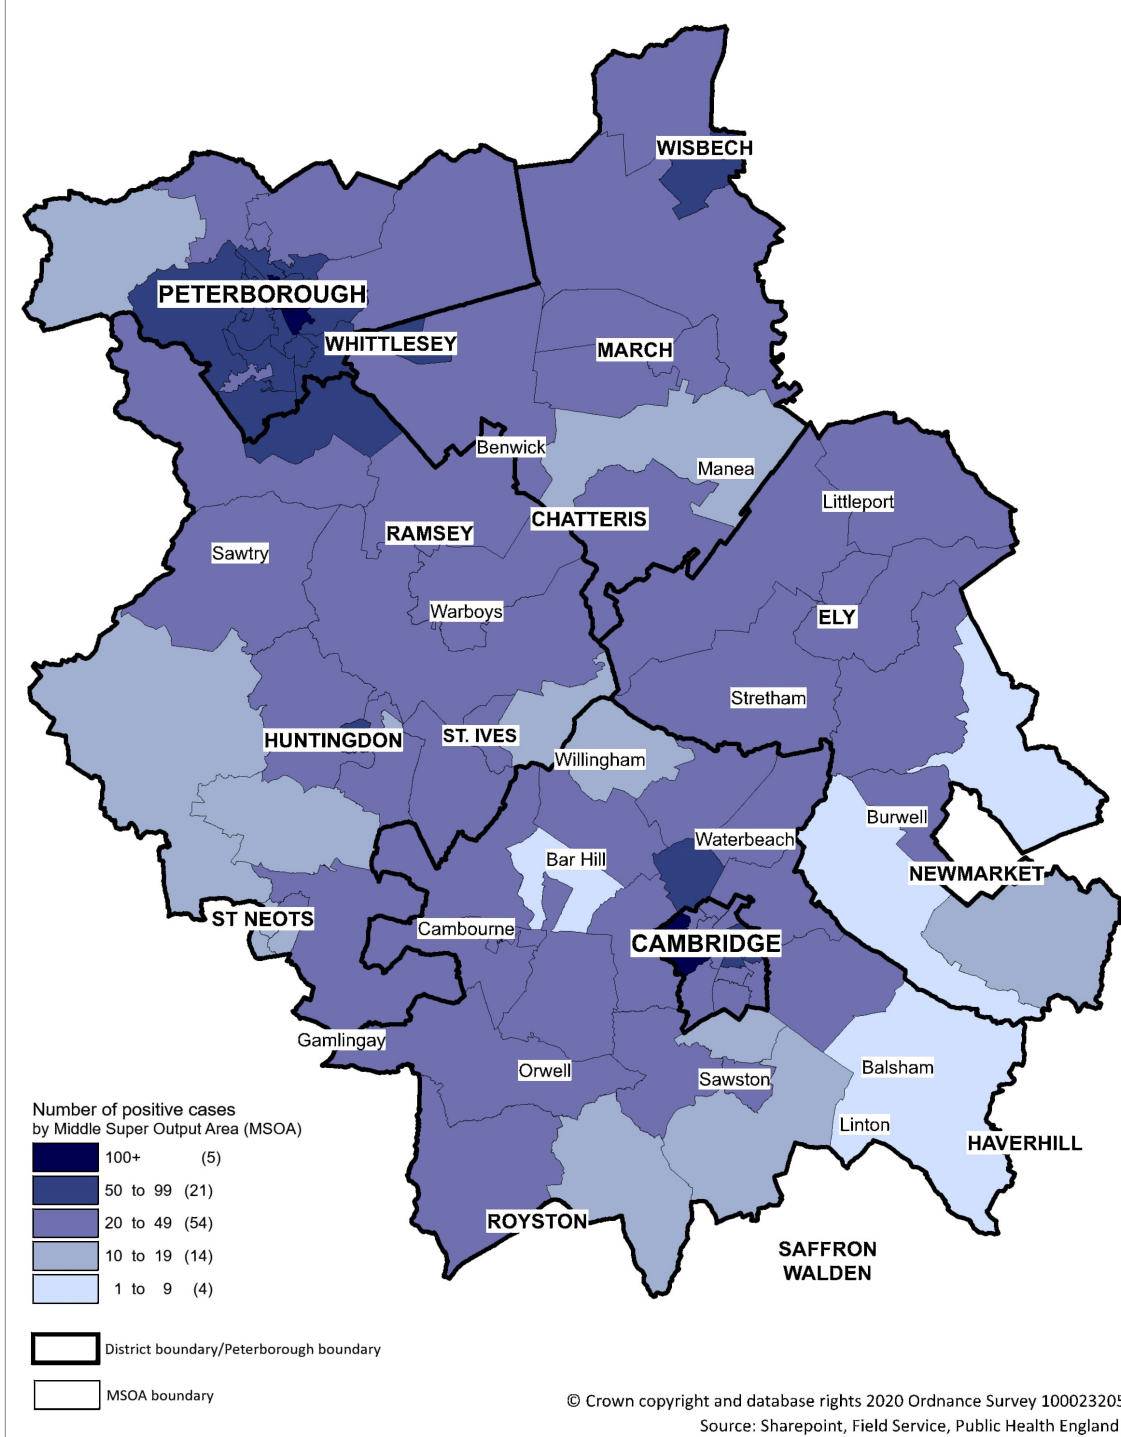 WISBECH
PETERBOROUGH
WHITTLESEY
MARCH
Benwick
Manea
Littleport
CHATTERIS
RAMSEY
Sawtry
Warboys
ELY
Stretham
HUNTINGDON
ST. IVES
Willingham
Burwell
Waterbeach
Bar Hill
NEWMARKET
ST NEOTS
Cambourne
CAMBRIDGE
Gamlingay
Orwell
Sawston
Balsham
Linton
HAVERHILL
ROYSTON
SAFFRON
WALDEN
Number of positive cases
by Middle Super Output Area (MSOA)
100+ (5)
50 to 99 (21)
20 to 49 (54)
10 to 19 (14)
1 to 9 (4)
District boundary/Peterborough boundary
MSOA boundary
© Crown copyright and database rights 2020 Ordnance Survey 100023205
Source: Sharepoint, Field Service, Public Health England